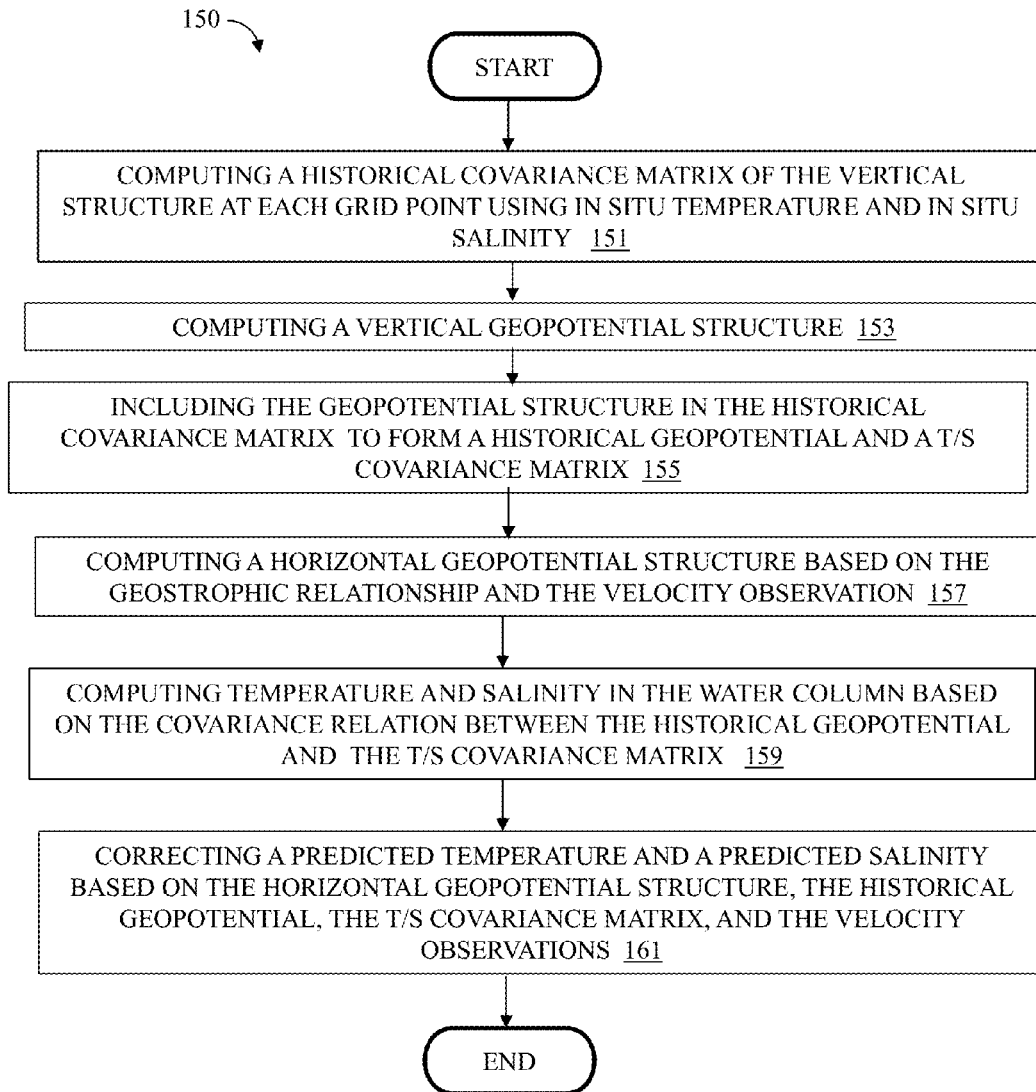 150
START
COMPUTING A HISTORICAL COVARIANCE MATRIX OF THE VERTICAL
STRUCTURE AT EACH GRID POINT USING IN SITU TEMPERATURE AND IN SITU
SALINITY 151
COMPUTING A VERTICAL GEOPOTENTIAL STRUCTURE 153
INCLUDING THE GEOPOTENTIAL STRUCTURE IN THE HISTORICAL
COVARIANCE MATRIX TO FORM A HISTORICAL GEOPOTENTIAL AND A T/S
COVARIANCE MATRIX 155
COMPUTING A HORIZONTAL GEOPOTENTIAL STRUCTURE BASED ON THE
GEOSTROPHIC RELATIONSHIP AND THE VELOCITY OBSERVATION 157
COMPUTING TEMPERATURE AND SALINITY IN THE WATER COLUMN BASED
ON THE COVARIANCE RELATION BETWEEN THE HISTORICAL GEOPOTENTIAL
AND THE T/S COVARIANCE MATRIX 159
CORRECTING A PREDICTED TEMPERATURE AND A PREDICTED SALINITY
BASED ON THE HORIZONTAL GEOPOTENTIAL STRUCTURE, THE HISTORICAL
GEOPOTENTIAL, THE T/S COVARIANCE MATRIX, AND THE VELOCITY
OBSERVATIONS 161
END